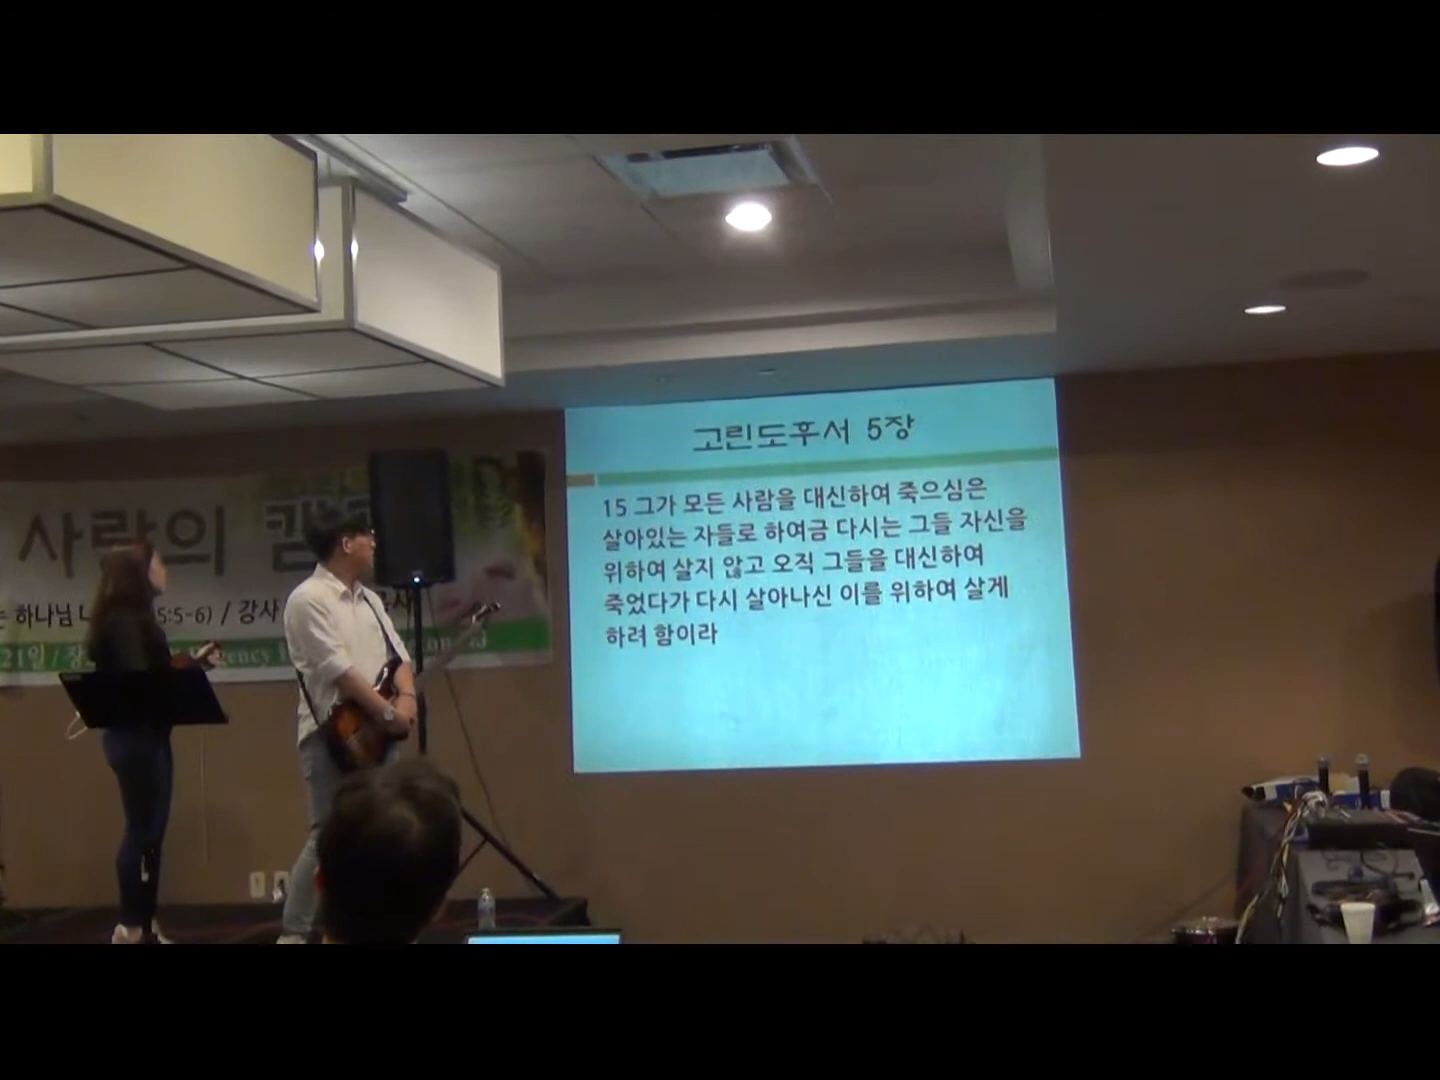 고린도후서 5장
15 그가 모든 사람을 대신하여 죽으심은
살아있는 자들로 하여금 다시는 그들 자신을
위하여 살지 않고 오직 그들을 대신하여
죽었다가 다시 살아나신 이를 위하여 살게
하려 함이라
사랑의
는 하나님 5:5-6) / 강사
21일 / 장